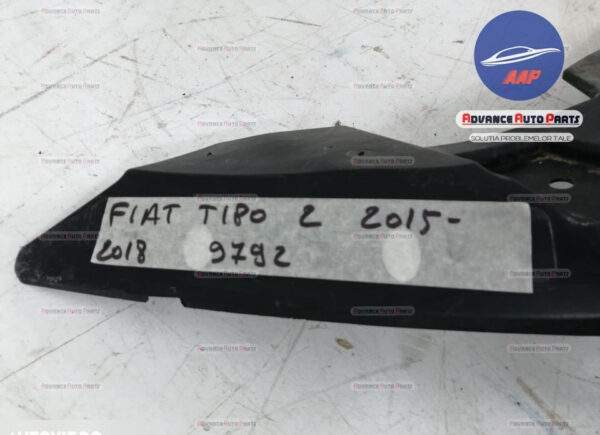 AAP
ADVANCE AUTO PARTS
SOLUTIA PROBLEMELOR TALE
FIAT TIPO 2 2015-
2018 9792